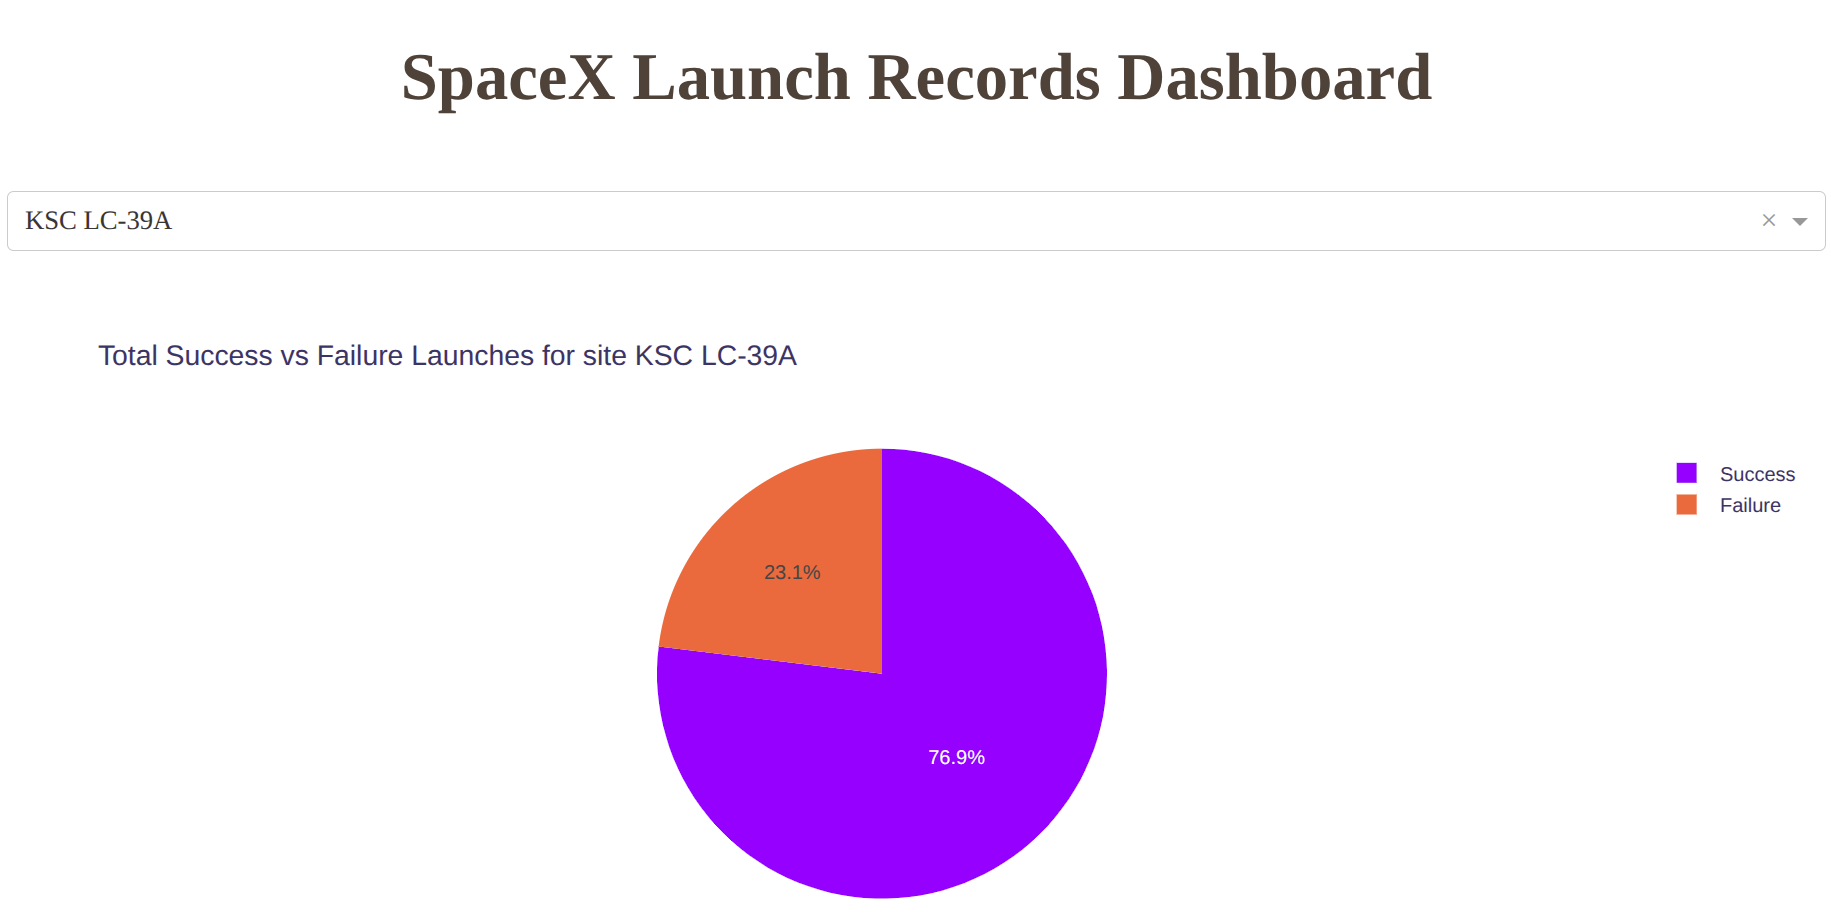 SpaceX Launch Records Dashboard
KSC LC-39A
Total Success vs Failure Launches for site KSC LC-39A
Success
Failure
23.1%
76.9%